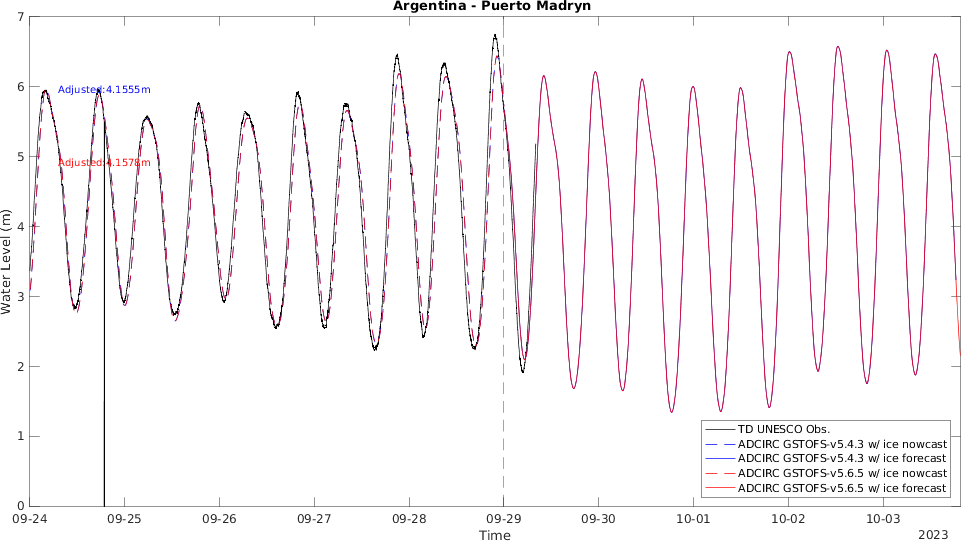 Argentina - Puerto Madryn
7
6
5
4
3
2
1
0
Water Level (m)
Adjusted:4.1555m
Adjusted:4.1578m
TD UNESCO Obs.
ADCIRC GSTOFS-v5.4.3 w/ ice nowcast
ADCIRC GSTOFS-v5.4.3 w/ ice forecast
ADCIRC GSTOFS-v5.6.5 w/ ice nowcast
ADCIRC GSTOFS-v5.6.5 w/ ice forecast
09-24 09-25 09-26 09-27 09-28 09-29 09-30 10-01 10-02 10-03
Time
2023